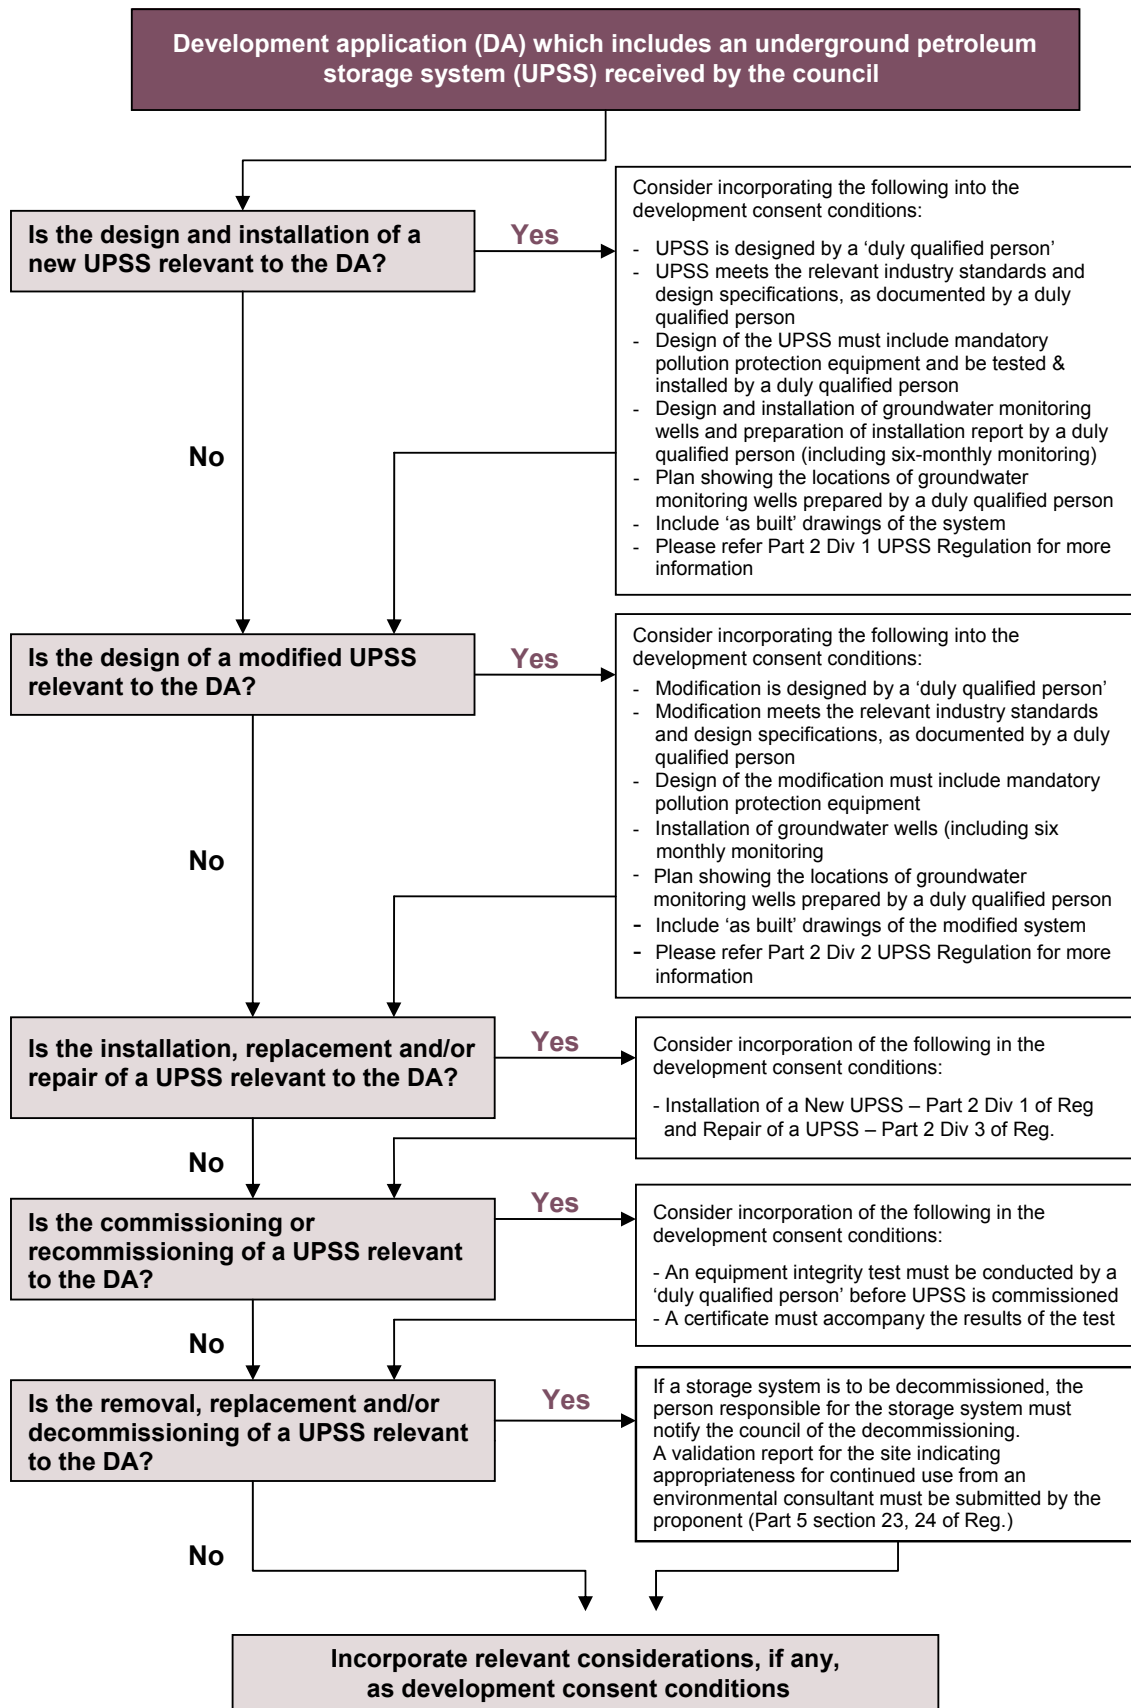 Development application (DA) which includes an underground petroleum
storage system (UPSS) received by the council
Is the design and installation of a
new UPSS relevant to the DA?
Yes
No
Consider incorporating the following into the
development consent conditions:
- UPSS is designed by a ‘duly qualified person’
- UPSS meets the relevant industry standards and
design specifications, as documented by a duly
qualified person
- Design of the UPSS must include mandatory
pollution protection equipment and be tested &
installed by a duly qualified person
- Design and installation of groundwater monitoring
wells and preparation of installation report by a duly
qualified person (including six-monthly monitoring)
- Plan showing the locations of groundwater
monitoring wells prepared by a duly qualified person
- Include ‘as built’ drawings of the system
- Please refer Part 2 Div 1 UPSS Regulation for more
information
Is the design of a modified UPSS
relevant to the DA?
Yes
No
Consider incorporating the following into the
development consent conditions:
- Modification is designed by a ‘duly qualified person’
- Modification meets the relevant industry standards
and design specifications, as documented by a duly
qualified person
- Design of the modification must include mandatory
pollution protection equipment
- Installation of groundwater wells (including six
monthly monitoring
- Plan showing the locations of groundwater
monitoring wells prepared by a duly qualified person
- Include ‘as built’ drawings of the modified system
- Please refer Part 2 Div 2 UPSS Regulation for more
information
Is the installation, replacement and/or
repair of a UPSS relevant to the DA?
Yes
No
Consider incorporation of the following in the
development consent conditions:
- Installation of a New UPSS – Part 2 Div 1 of Reg
and Repair of a UPSS – Part 2 Div 3 of Reg.
Is the commissioning or
recommissioning of a UPSS relevant
to the DA?
Yes
No
Consider incorporation of the following in the
development consent conditions:
- An equipment integrity test must be conducted by a
‘duly qualified person’ before UPSS is commissioned
- A certificate must accompany the results of the test
Is the removal, replacement and/or
decommissioning of a UPSS relevant
to the DA?
Yes
No
If a storage system is to be decommissioned, the
person responsible for the storage system must
notify the council of the decommissioning.
A validation report for the site indicating
appropriateness for continued use from an
environmental consultant must be submitted by the
proponent (Part 5 section 23, 24 of Reg.)
Incorporate relevant considerations, if any,
as development consent conditions